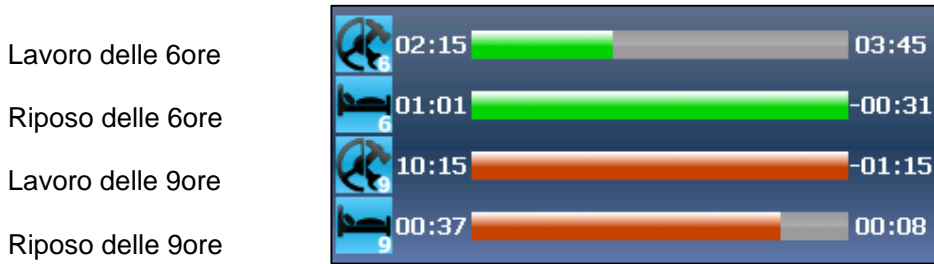 Lavoro delle 6ore
6 02:15 03:45
Riposo delle 6ore
6 01:01 -00:31
Lavoro delle 9ore
9 10:15 -01:15
Riposo delle 9ore
9 00:37 00:08